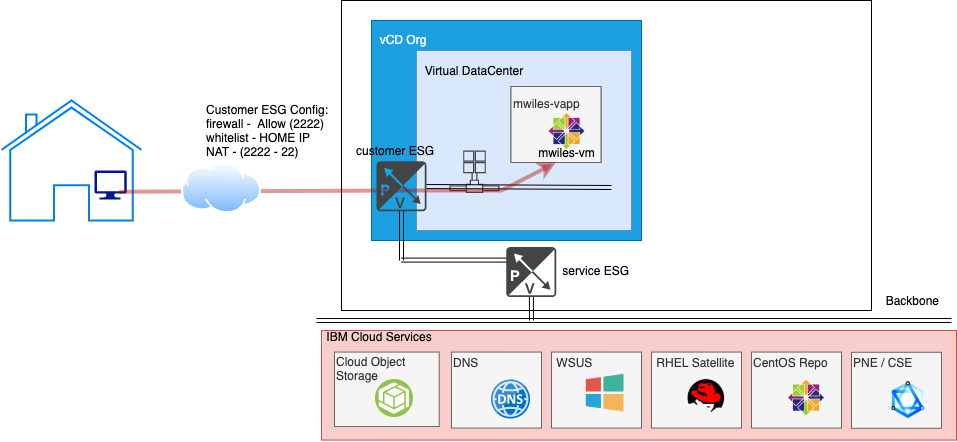 vCD Org
Virtual DataCenter
mwiles-vapp
mwiles-vm
Customer ESG Config:
firewall -  Allow (2222)
whitelist - HOME IP
NAT - (2222 - 22)
customer ESG
P
V
service ESG
P
V
Backbone
IBM Cloud Services
Cloud Object
Storage
DNS
DNS
WSUS
RHEL Satellite
CentOS Repo
PNE / CSE